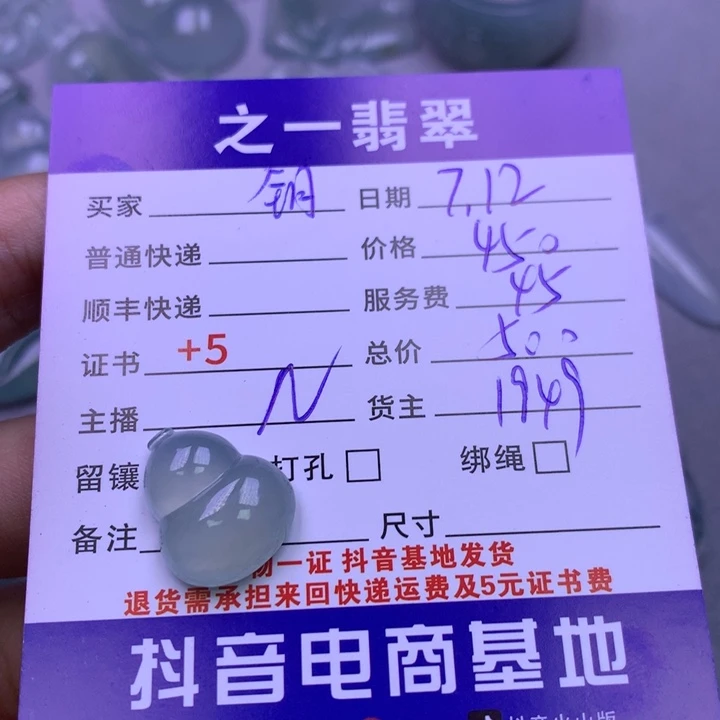 之一翡翠
买家 钥 日期 7.12
普通快递 价格 450
顺丰快递 服务费 45
证书 +5 总价 500
主播 N 货主 1949
留镶 打孔 绑绳
备注 尺寸
物一证 抖音基地发货
退货需承担来回快递运费及5元证书费
抖音电商基地